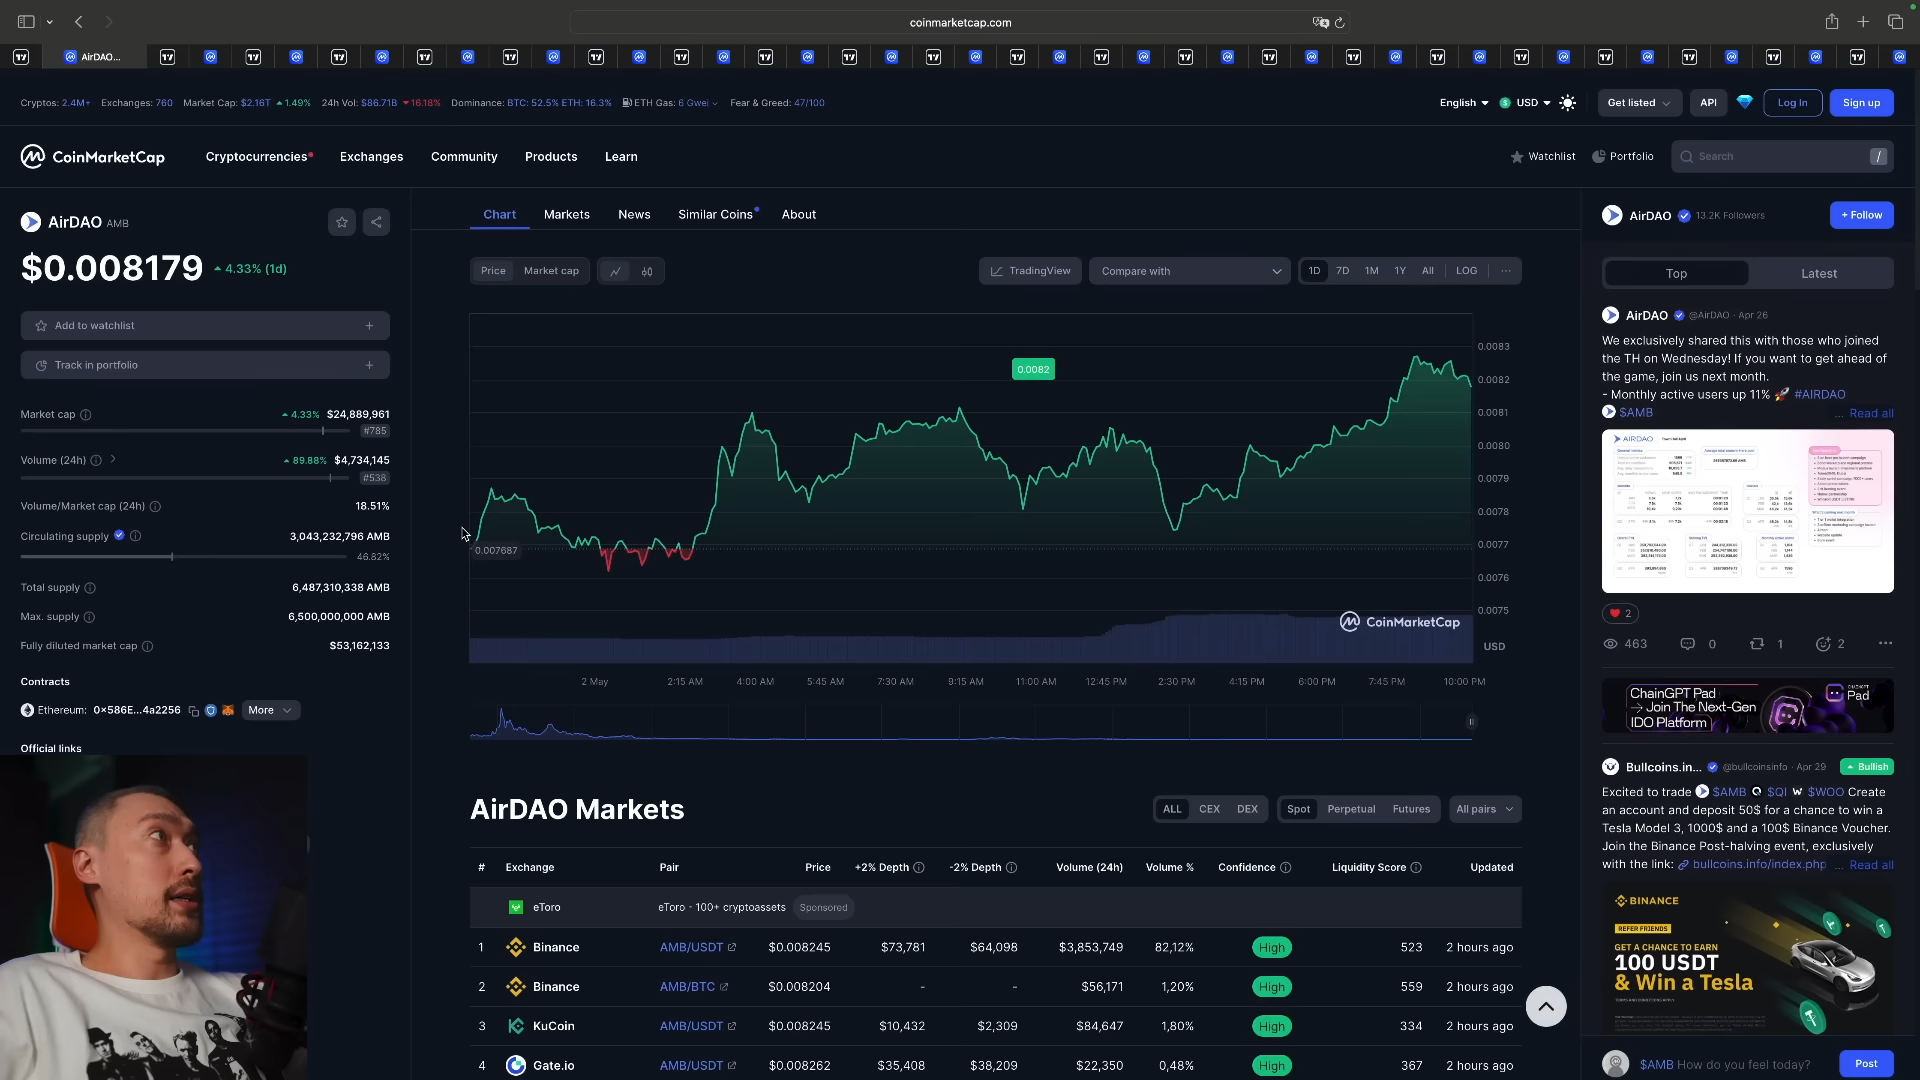 coinmarketcap.com
AirDAO...
Cryptos: 2.4M+ Exchanges: 760 Market Cap: $2.16T 1.49% 24h Vol: $86.71B 16.18% Dominance: BTC: 52.5% ETH: 16.3% ETH Gas: 6 Gwei Fear & Greed: 47/100
English USD Get listed API Log In Sign up
CoinMarketCap Cryptocurrencies Exchanges Community Products Learn
Watchlist Portfolio Search /
AirDAO AMB
$0.008179 4.33% (1d)
Add to watchlist +
Track in portfolio +
Market cap 4.33% $24,889,961
#785
Volume (24h) 89.88% $4,734,145
#538
Volume/Market cap (24h) 18.51%
Circulating supply 3,043,232,796 AMB
46.82%
Total supply 6,487,310,338 AMB
Max. supply 6,500,000,000 AMB
Fully diluted market cap $53,162,133
Contracts
Ethereum: 0x586E...4a2256 More
Official links
Chart Markets News Similar Coins About
Price Market cap
TradingView Compare with 1D 7D 1M 1Y All LOG ...
0.0083
0.0082
0.0082
0.0081
0.0080
0.0079
0.0078
0.0077
0.007687
0.0076
0.0075
CoinMarketCap
USD
2 May 2:15 AM 4:00 AM 5:45 AM 7:30 AM 9:15 AM 11:00 AM 12:45 PM 2:30 PM 4:15 PM 6:00 PM 7:45 PM 10:00 PM
AirDAO Markets
ALL CEX DEX Spot Perpetual Futures All pairs
# Exchange Pair Price +2% Depth -2% Depth Volume (24h) Volume % Confidence Liquidity Score Updated
eToro eToro - 100+ cryptoassets Sponsored
1 Binance AMB/USDT $0.008245 $73,781 $64,098 $3,853,749 82,12% High 523 2 hours ago
2 Binance AMB/BTC $0.008204 - - $56,171 1,20% High 559 2 hours ago
3 KuCoin AMB/USDT $0.008245 $10,432 $2,309 $84,647 1,80% High 334 2 hours ago
4 Gate.io AMB/USDT $0.008262 $35,408 $38,209 $22,350 0,48% High 367 2 hours ago
AirDAO 13.2K Followers + Follow
Top Latest
AirDAO @AirDAO · Apr 26
We exclusively shared this with those who joined
the TH on Wednesday! If you want to get ahead of
the game, join us next month.
- Monthly active users up 11% 🚀 #AIRDAO
$AMB ... Read all
AIRDAO
2
463 0 1 2 ...
ChainGPT Pad
→ Join The Next-Gen
IDO Platform
CHAINGPT
Pad
Bullcoins.in... @bullcoinsinfo · Apr 29 Bullish
Excited to trade $AMB $QI $WOO Create
an account and deposit 50$ for a chance to win a
Tesla Model 3, 1000$ and a 100$ Binance Voucher.
Join the Binance Post-halving event, exclusively
with the link: bullcoins.info/index.php ... Read all
BINANCE
REFER FRIENDS
GET A CHANCE TO EARN
100 USDT
& Win a Tesla
$AMB How do you feel today? Post